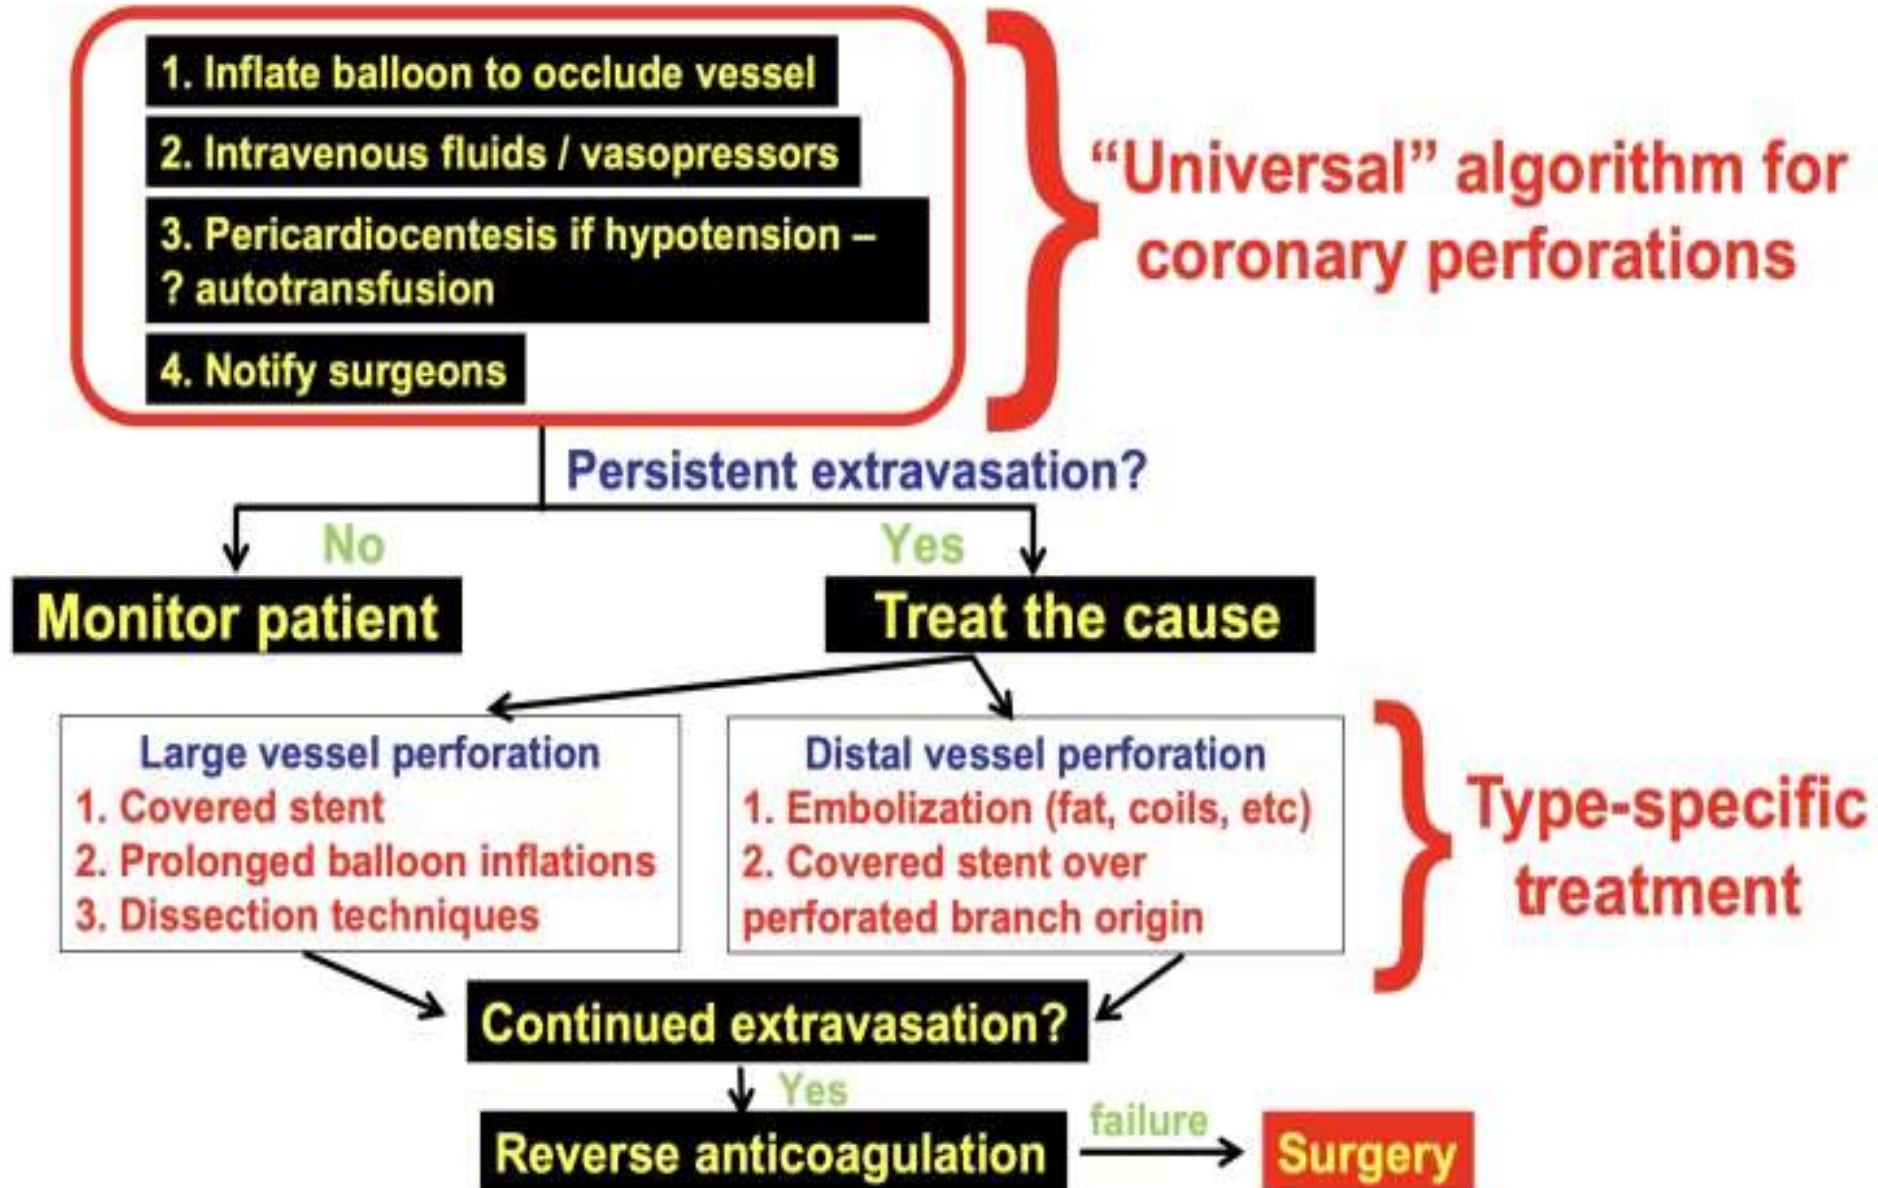 1. Inflate balloon to occlude vessel
2. Intravenous fluids / vasopressors
3. Pericardiocentesis if hypotension –
? autotransfusion
4. Notify surgeons
“Universal” algorithm for
coronary perforations
Persistent extravasation?
No
Yes
Monitor patient
Treat the cause
Large vessel perforation
1. Covered stent
2. Prolonged balloon inflations
3. Dissection techniques
Distal vessel perforation
1. Embolization (fat, coils, etc)
2. Covered stent over
perforated branch origin
Type-specific
treatment
Continued extravasation?
Yes
Reverse anticoagulation
failure
Surgery